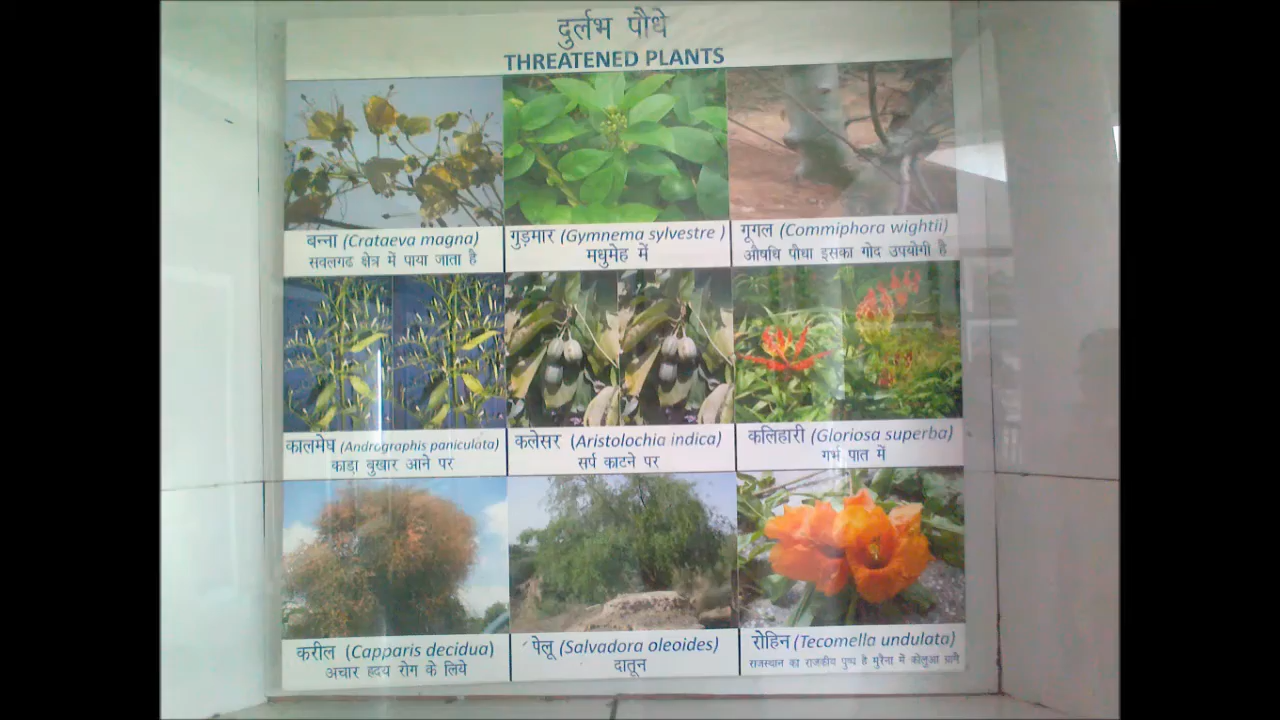 दुर्लभ पौधे
THREATENED PLANTS
बन्ना (Crataeva magna)
सवलगढ क्षेत्र में पाया जाता है
गुड़मार (Gymnema sylvestre )
मधुमेह में
गूगल (Commiphora wightii)
औषधि पौधा इसका गोद उपयोगी है
कालमेघ (Andrographis paniculata)
काड़ा बुखार आने पर
कलेसर (Aristolochia indica)
सर्प काटने पर
कलिहारी (Gloriosa superba)
गर्भ पात में
करील (Capparis decidua)
अचार ह्रदय रोग के लिये
पेलू (Salvadora oleoides)
दातून
रोहिन (Tecomella undulata)
राजस्थान का राजकीय पुष्प है मुरैना में कोलुआ